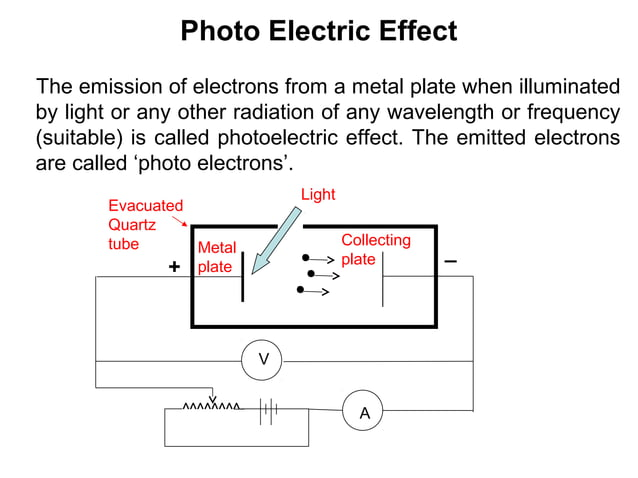 Photo Electric Effect
The emission of electrons from a metal plate when illuminated
by light or any other radiation of any wavelength or frequency
(suitable) is called photoelectric effect. The emitted electrons
are called ‘photo electrons’.
Light
Evacuated
Quartz
tube
Metal
plate
Collecting
plate
+
–
V
A